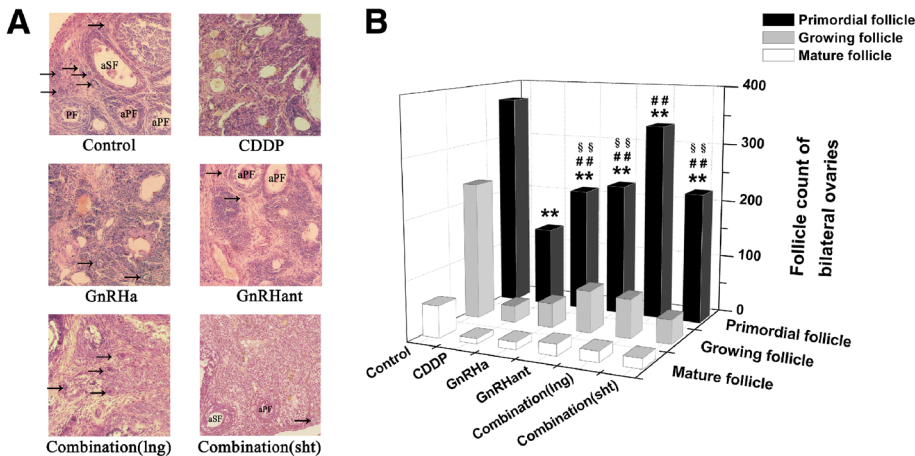 A
aSF
PF
aPF
aPF
Control
CDDP
GnRHa
aPF
aPF
GnRHant
Combination(lng)
aSF
aPF
Combination(sht)
B
Primordial follicle
Growing follicle
Mature follicle
400
300
200
100
0
Follicle count of
bilateral ovaries
**
§ §
##
**
§ §
##
**
##
**
§ §
##
**
Control
CDDP
GnRHa
GnRHant
Combination(lng)
Combination(sht)
Primordial follicle
Growing follicle
Mature follicle